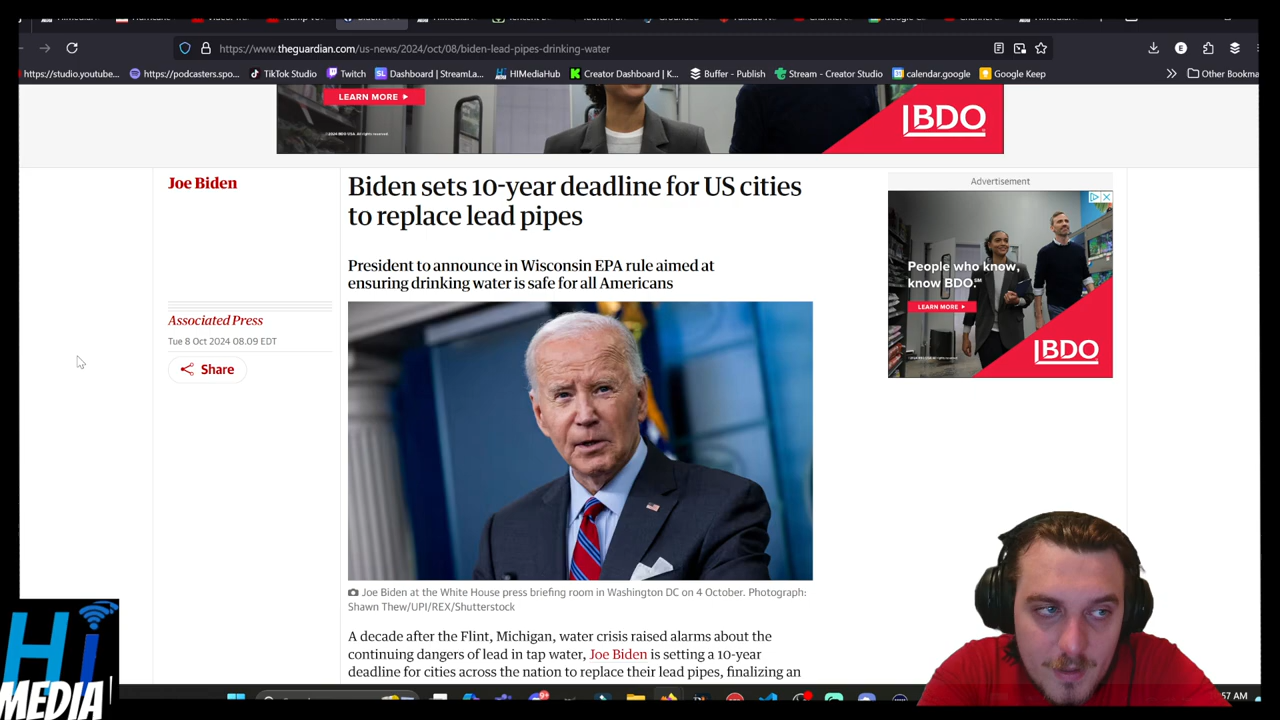 https://www.theguardian.com/us-news/2024/oct/08/biden-lead-pipes-drinking-water
https://studio.youtube... https://podcasters.spo... TikTok Studio Twitch Dashboard | StreamLa... HIMediaHub Creator Dashboard | K... Buffer - Publish Stream - Creator Studio calendar.google Google Keep Other Bookma
LEARN MORE
BDO
Joe Biden
Biden sets 10-year deadline for US cities
to replace lead pipes
President to announce in Wisconsin EPA rule aimed at
ensuring drinking water is safe for all Americans
Associated Press
Tue 8 Oct 2024 08.09 EDT
Share
Advertisement
People who know,
know BDO.
LEARN MORE
BDO
Joe Biden at the White House press briefing room in Washington DC on 4 October. Photograph:
Shawn Thew/UPI/REX/Shutterstock
A decade after the Flint, Michigan, water crisis raised alarms about the
continuing dangers of lead in tap water, Joe Biden is setting a 10-year
deadline for cities across the nation to replace their lead pipes, finalizing an
Hi
MEDIA
57 AM